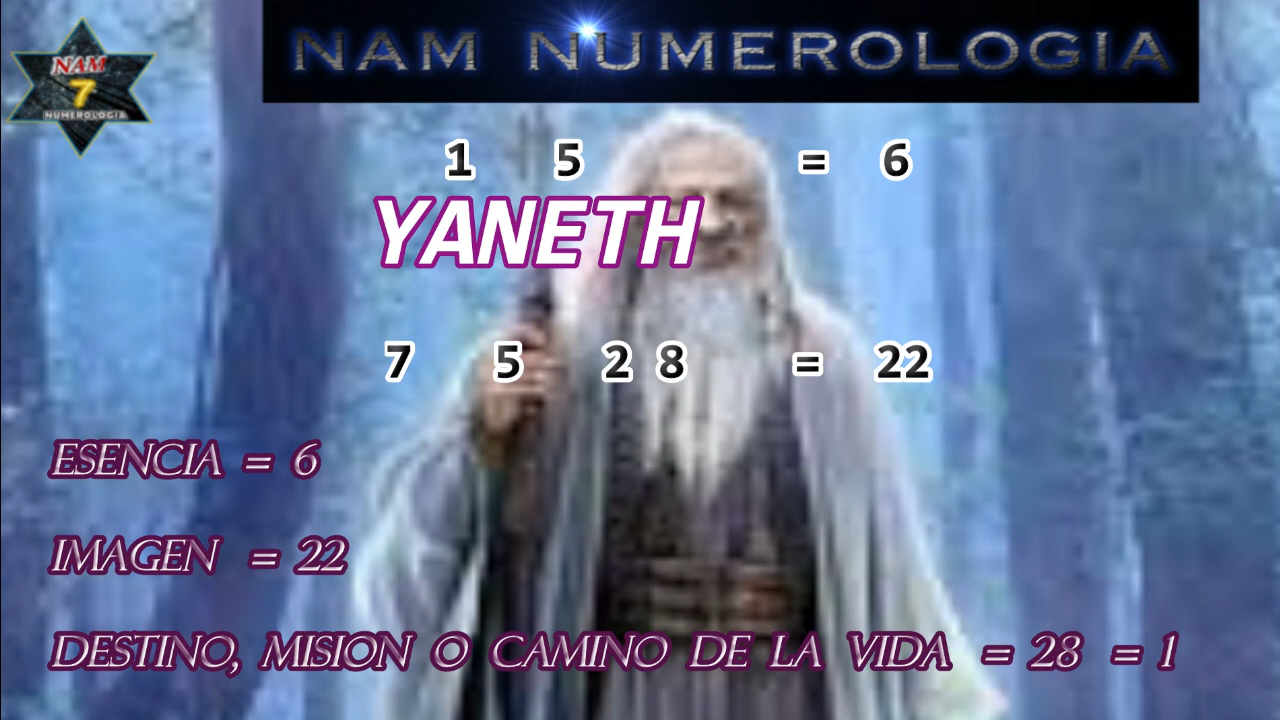 NAM NUMEROLOGIA
NAM
7
NUMEROLOGIA
1 5 = 6
YANETH
7 5 2 8 = 22
ESENCIA = 6
IMAGEN = 22
DESTINO, MISION O CAMINO DE LA VIDA = 28 = 1